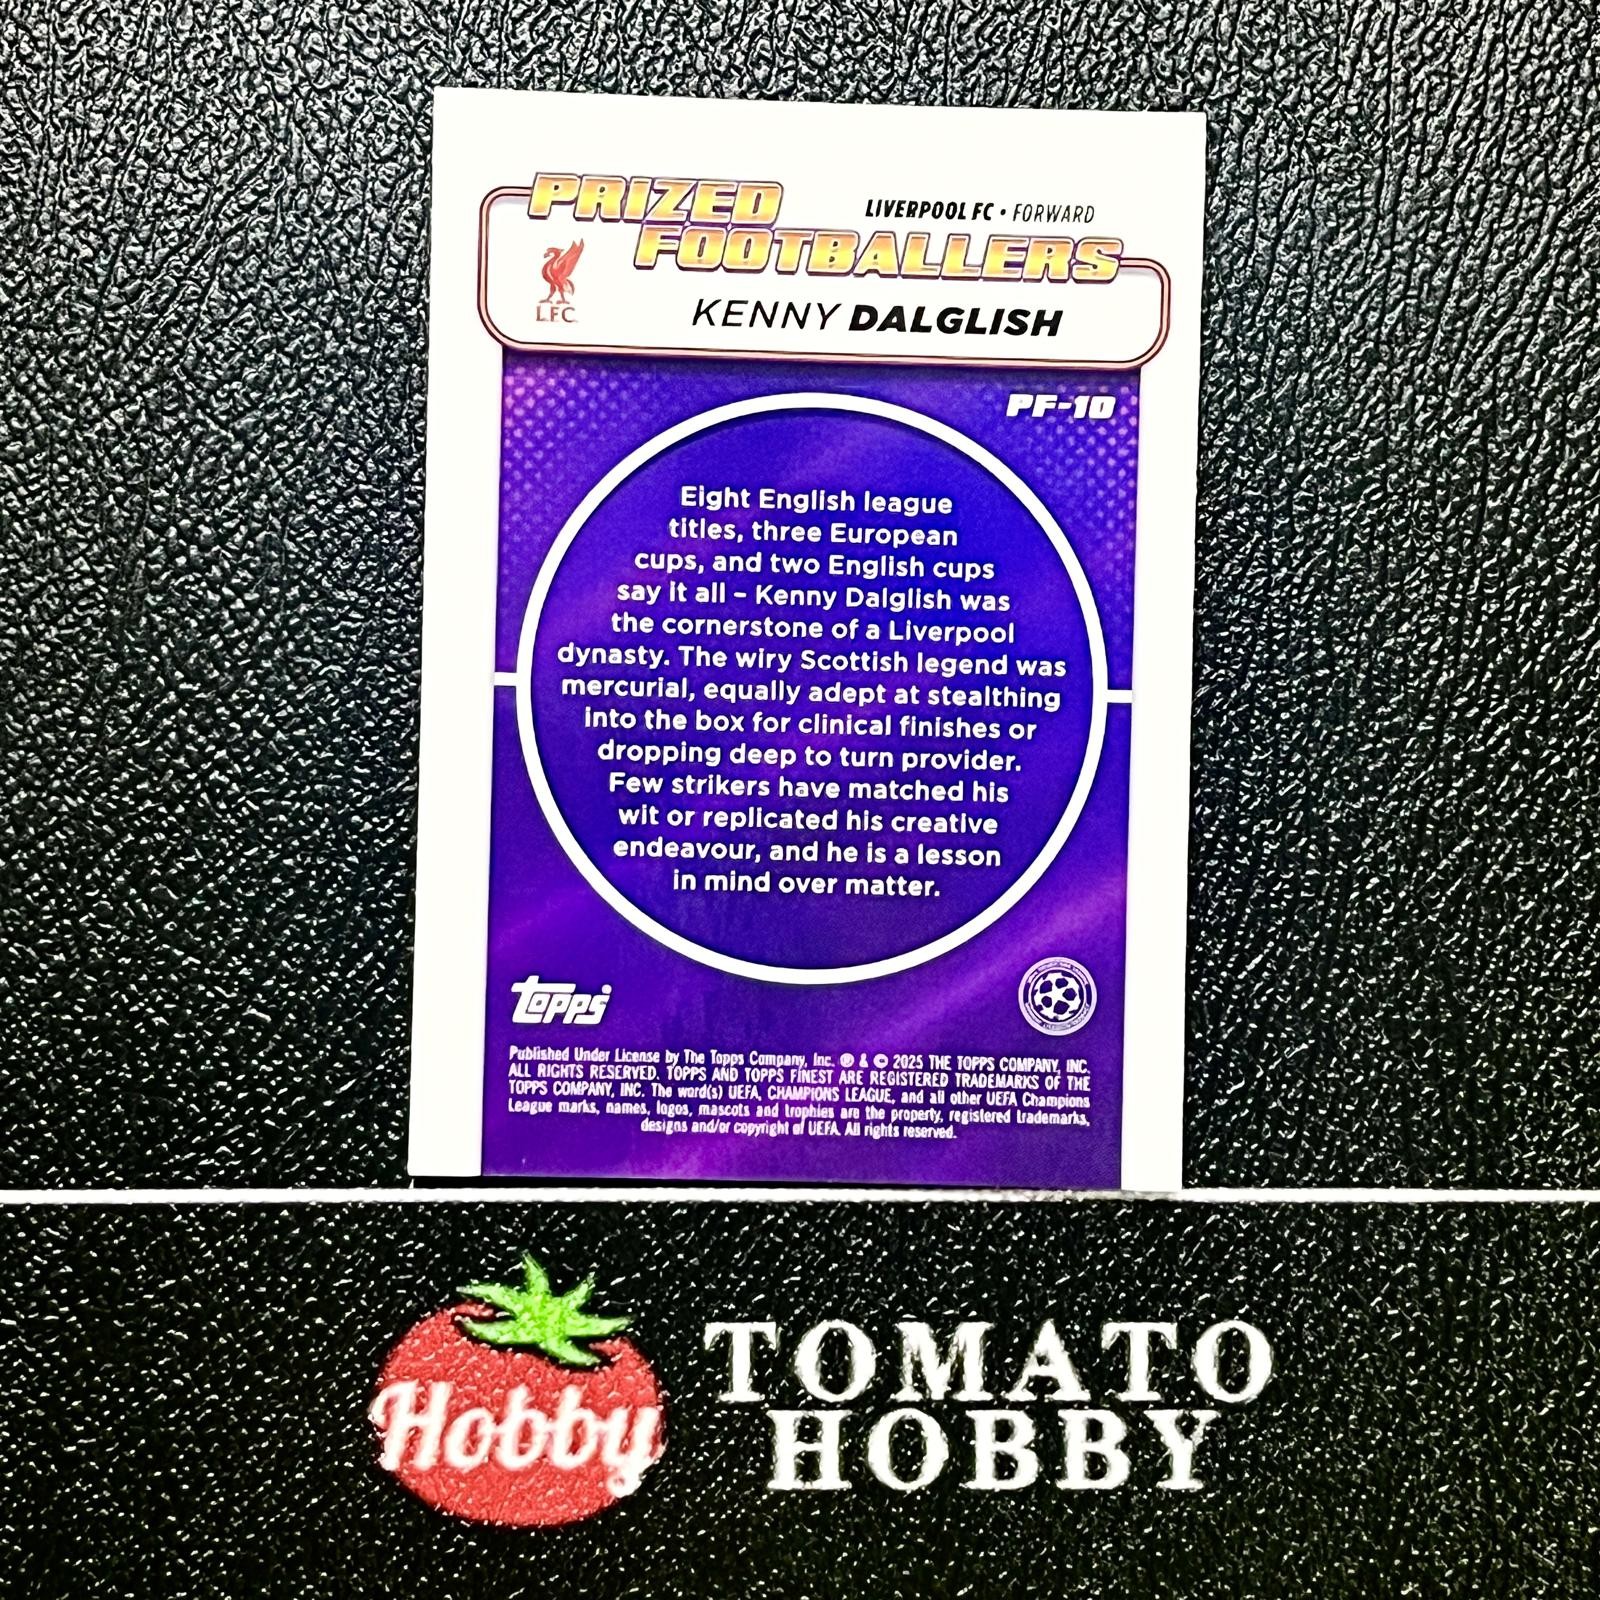 PRIZED
LIVERPOOL FC • FORWARD
FOOTBALLERS
L.F.C.
KENNY DALGLISH
PF-10
Eight English league
titles, three European
cups, and two English cups
say it all – Kenny Dalglish was
the cornerstone of a Liverpool
dynasty. The wiry Scottish legend was
mercurial, equally adept at stealthing
into the box for clinical finishes or
dropping deep to turn provider.
Few strikers have matched his
wit or replicated his creative
endeavour, and he is a lesson
in mind over matter.
topps
Published Under License by The Topps Company, Inc. ® & © 2025 THE TOPPS COMPANY, INC.
ALL RIGHTS RESERVED. TOPPS AND TOPPS FINEST ARE REGISTERED TRADEMARKS OF THE
TOPPS COMPANY, INC. The word(s) UEFA, CHAMPIONS LEAGUE, and all other UEFA Champions
League marks, names, logos, mascots and trophies are the property, registered trademarks,
designs and/or copyright of UEFA. All rights reserved.
Hobby
TOMATO
HOBBY